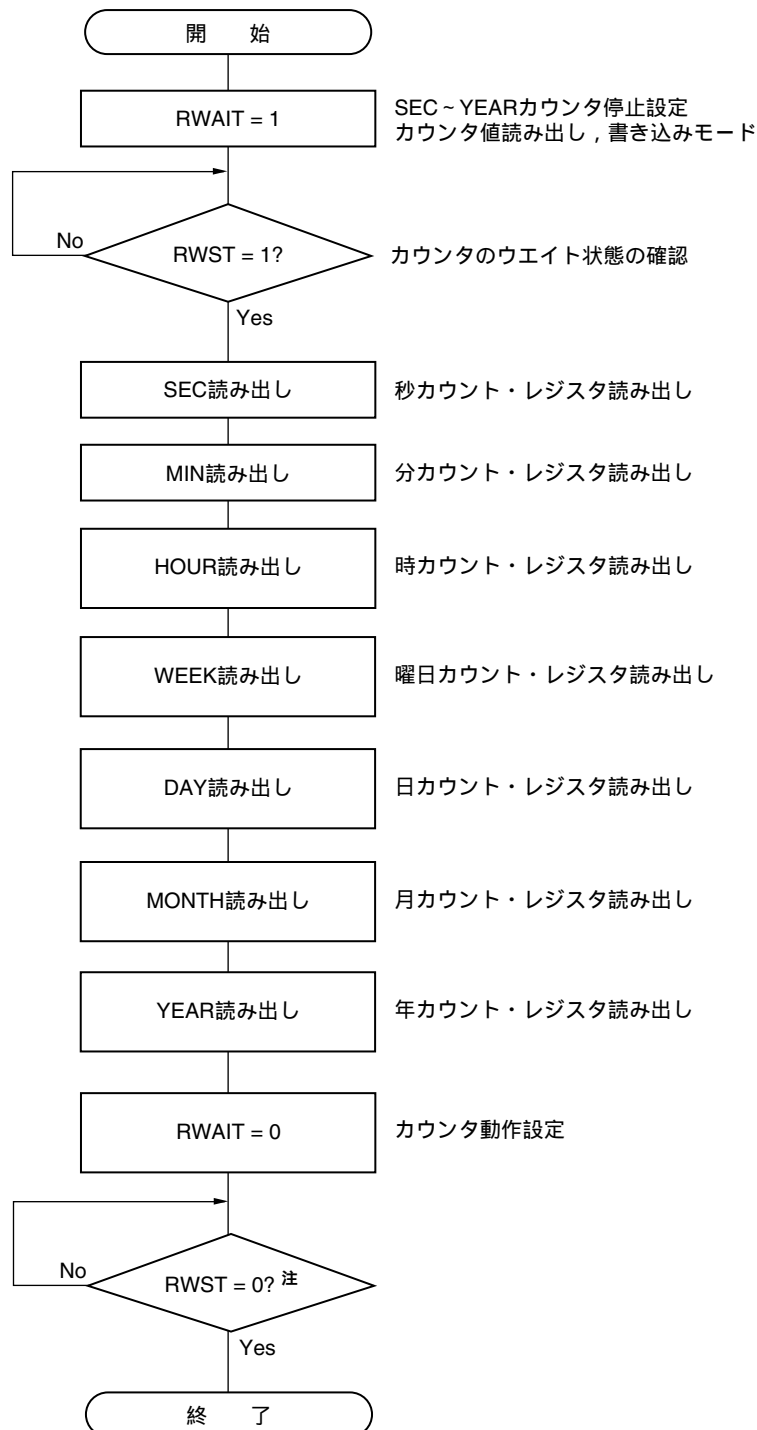 開 始
RWAIT = 1
SEC ~ YEARカウンタ停止設定
カウンタ値読み出し , 書き込みモード
No
RWST = 1?
カウンタのウエイト状態の確認
Yes
SEC読み出し
秒カウント・レジスタ読み出し
MIN読み出し
分カウント・レジスタ読み出し
HOUR読み出し
時カウント・レジスタ読み出し
WEEK読み出し
曜日カウント・レジスタ読み出し
DAY読み出し
日カウント・レジスタ読み出し
MONTH読み出し
月カウント・レジスタ読み出し
YEAR読み出し
年カウント・レジスタ読み出し
RWAIT = 0
カウンタ動作設定
No
RWST = 0? 注
Yes
終 了